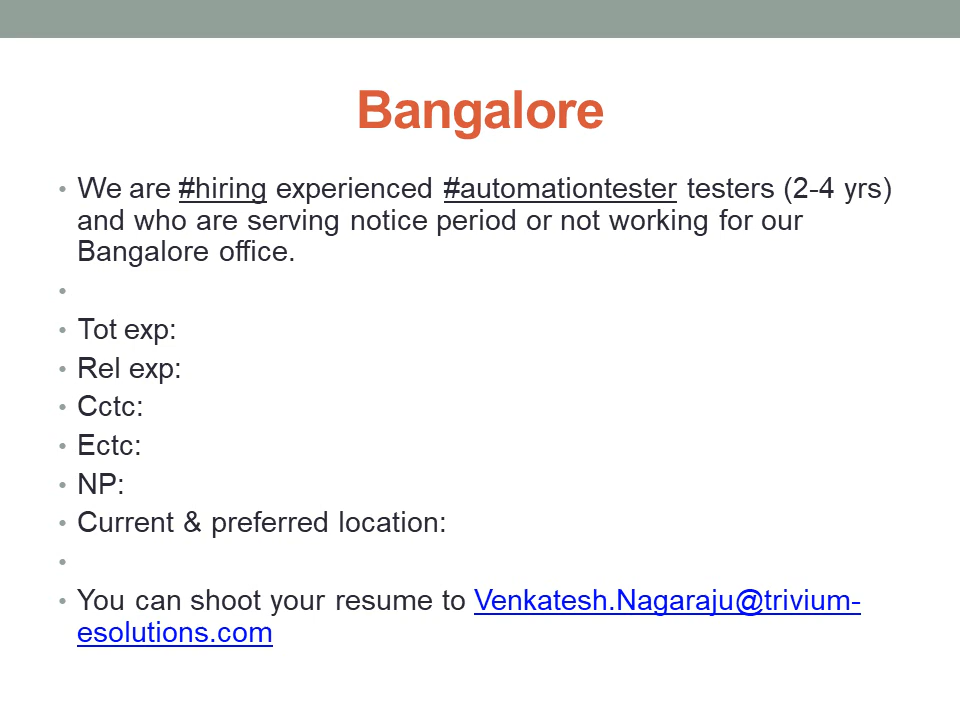 Bangalore
• We are #hiring experienced #automationtester testers (2-4 yrs)
and who are serving notice period or not working for our
Bangalore office.
•
• Tot exp:
• Rel exp:
• Cctc:
• Ectc:
• NP:
• Current & preferred location:
•
• You can shoot your resume to Venkatesh.Nagaraju@trivium-
esolutions.com